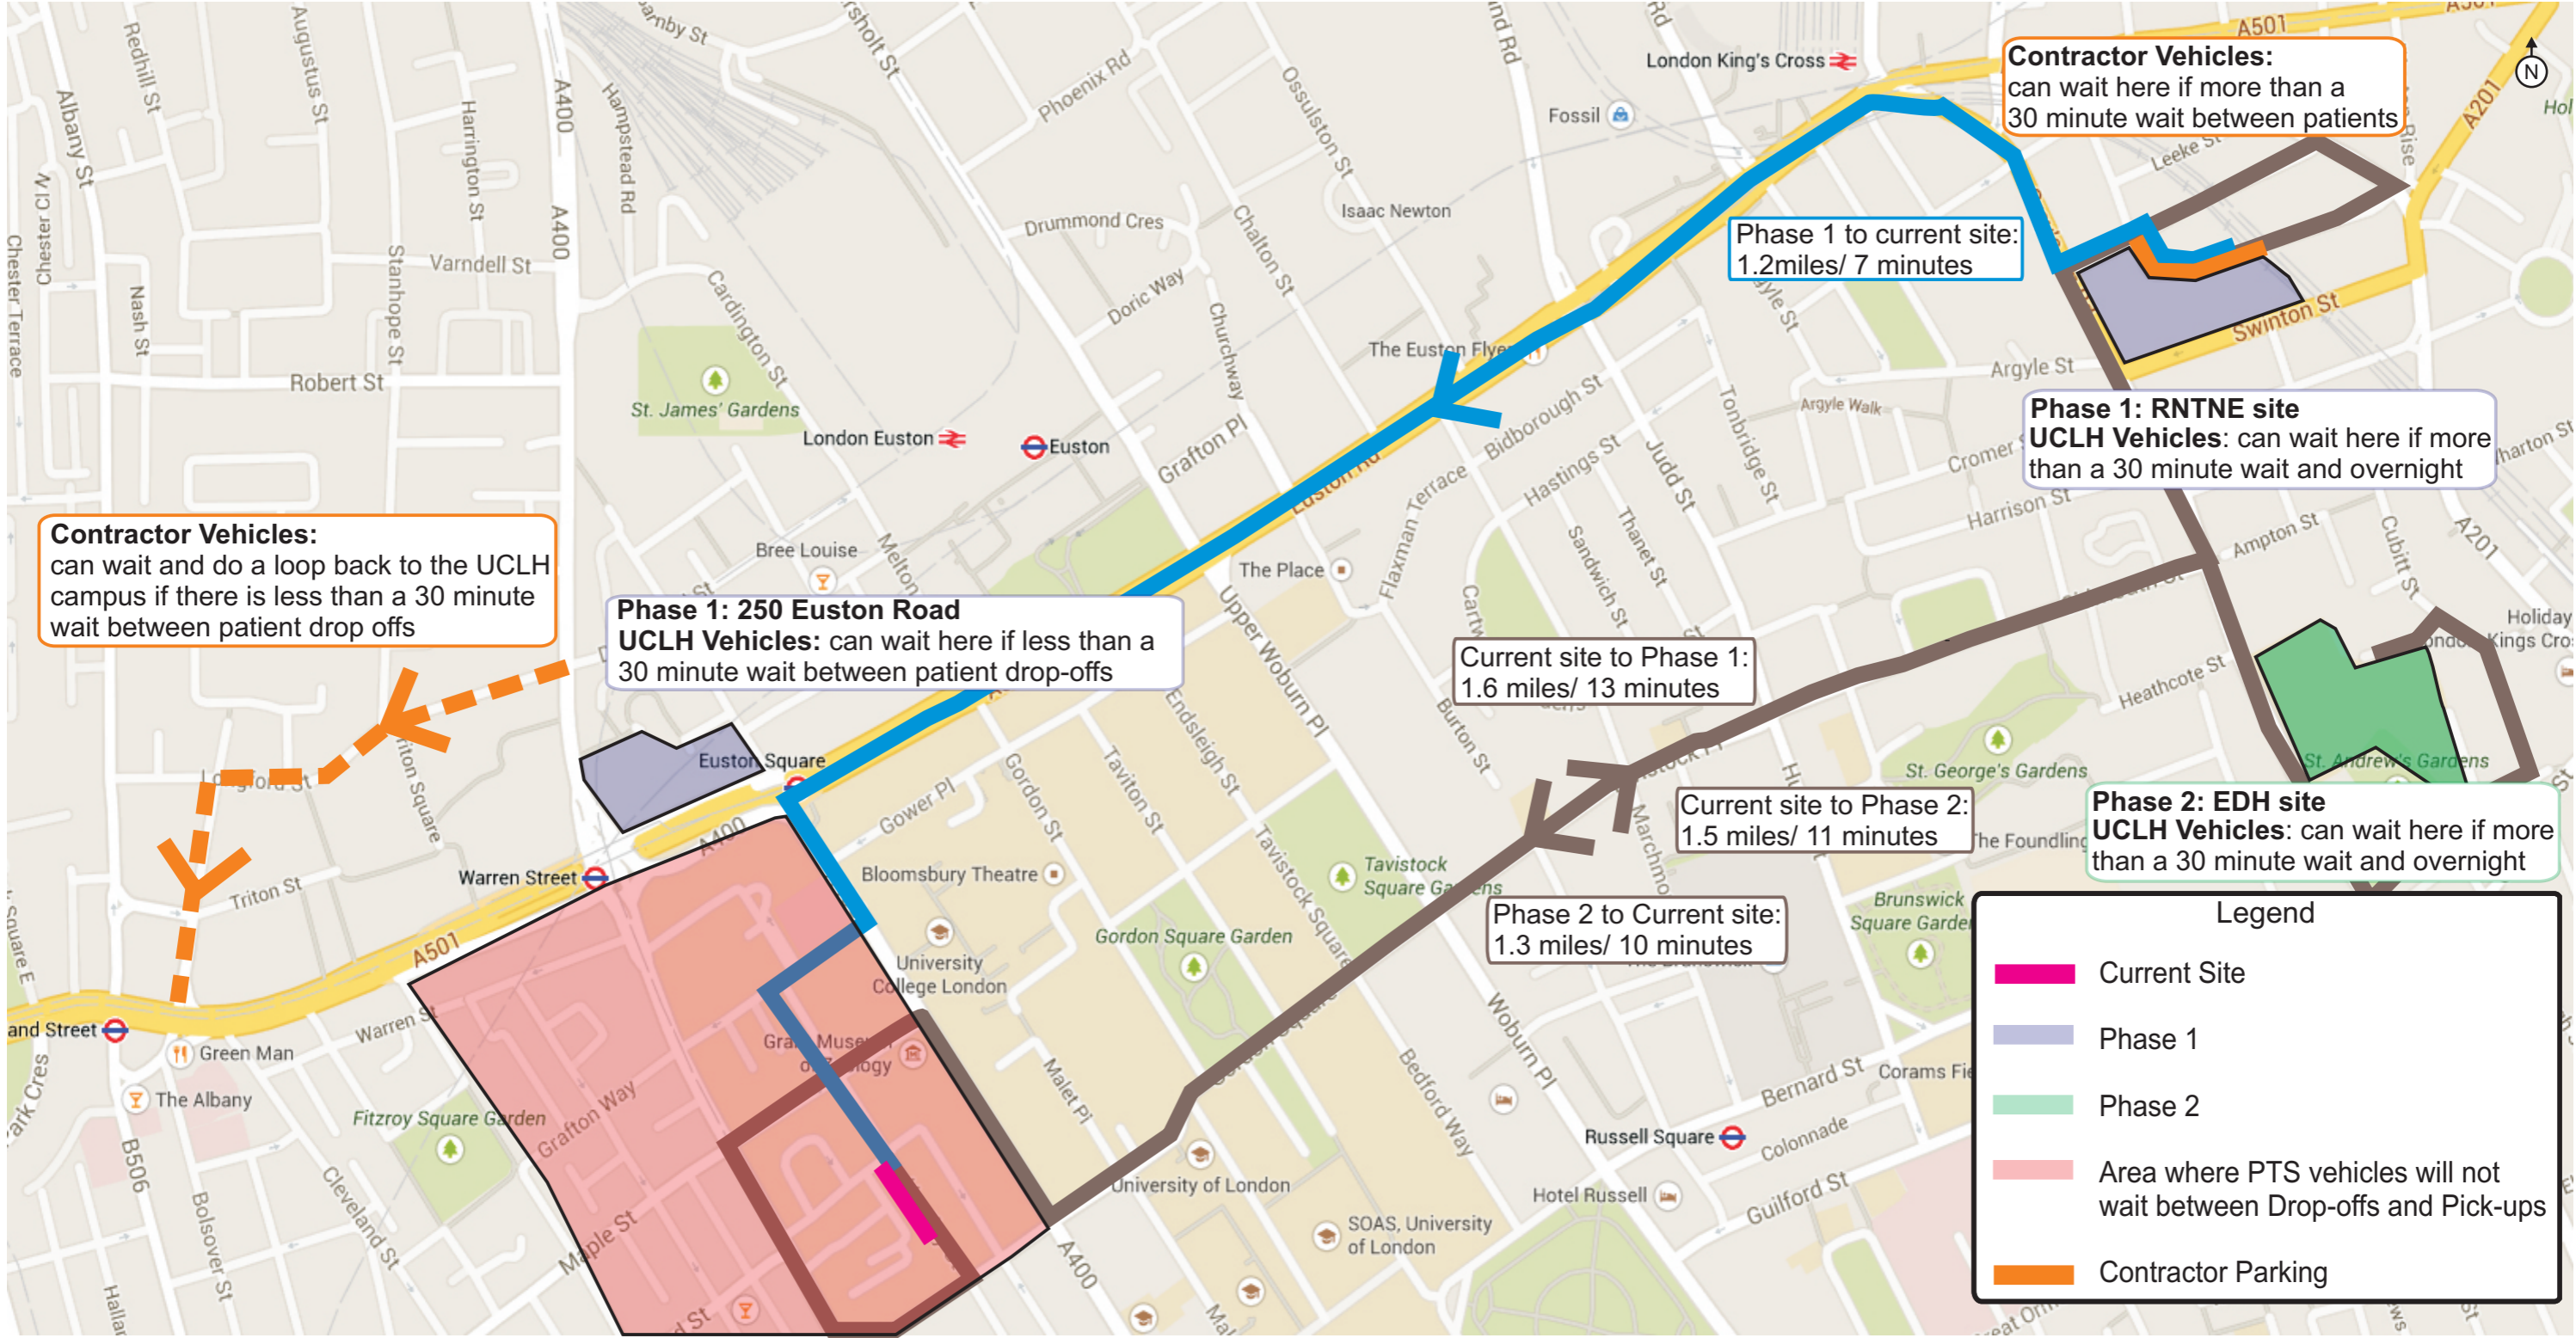 Contractor Vehicles:
can wait here if more than a
30 minute wait between patients
N
Phase 1 to current site:
1.2miles/ 7 minutes
Phase 1: RNTNE site
UCLH Vehicles: can wait here if more
than a 30 minute wait and overnight
Contractor Vehicles:
can wait and do a loop back to the UCLH
campus if there is less than a 30 minute
wait between patient drop offs
Phase 1: 250 Euston Road
UCLH Vehicles: can wait here if less than a
30 minute wait between patient drop-offs
Current site to Phase 1:
1.6 miles/ 13 minutes
Current site to Phase 2:
1.5 miles/ 11 minutes
Phase 2 to Current site:
1.3 miles/ 10 minutes
Phase 2: EDH site
UCLH Vehicles: can wait here if more
than a 30 minute wait and overnight
Legend
Current Site
Phase 1
Phase 2
Area where PTS vehicles will not
wait between Drop-offs and Pick-ups
Contractor Parking
Redhill St
Augustus St
Albany St
Harrington St
A400
A400
Hampstead Rd
Chester Terrace
Nash St
Stanhope St
Varndell St
Robert St
Cardington St
St. James' Gardens
London Euston
Euston
Phoenix Rd
Ossulston St
Drummond Cres
Doric Way
Chalton St
Churchway
Grafton Pl
Isaac Newton
Fossil
London King's Cross
A501
A201
Leeke St
Swinton St
The Euston Flyer
Bidborough St
Hastings St
Judd St
Tonbridge St
Argyle St
Argyle Walk
Harrison St
Ampton St
Cubitt St
A201
Heathcote St
Euston Rd
Flaxman Terrace
Thanet St
Sandwich St
Burton St
The Place
Upper Woburn Pl
Bree Louise
Melton
Euston Square
A400
Warren Street
Gower Pl
Gordon St
Taviton St
Endsleigh St
Tavistock Square
Tavistock
Square Gardens
Bloomsbury Theatre
University
College London
Gordon Square Garden
St. George's Gardens
St. Andrew's Gardens
Holiday
Kings Cro
The Foundling
Brunswick
Square Garde
Longford St
Triton Square
Triton St
A501
Warren St
Green Man
The Albany
B506
Fitzroy Square Garden
Grafton Way
Cleveland St
Bolsover St
Maple St
Malet Pl
University of London
Bedford Way
Woburn Pl
Bernard St
Colonnade
Russell Square
Hotel Russell
Guilford St
SOAS, University
of London
A400